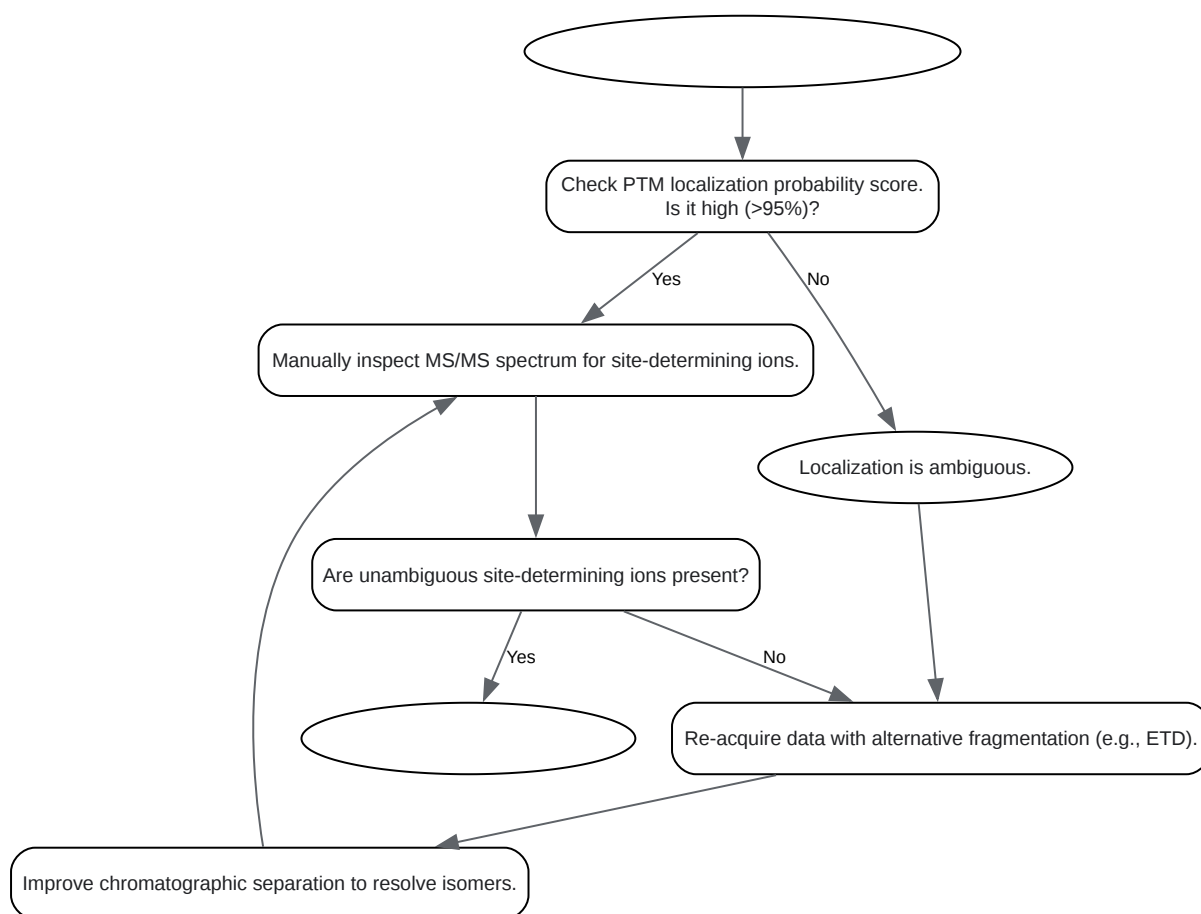 Check PTM localization probability score.
Is it high (>95%)?
Yes
No
Manually inspect MS/MS spectrum for site-determining ions.
Localization is ambiguous.
Are unambiguous site-determining ions present?
Yes
No
Re-acquire data with alternative fragmentation (e.g., ETD).
Improve chromatographic separation to resolve isomers.